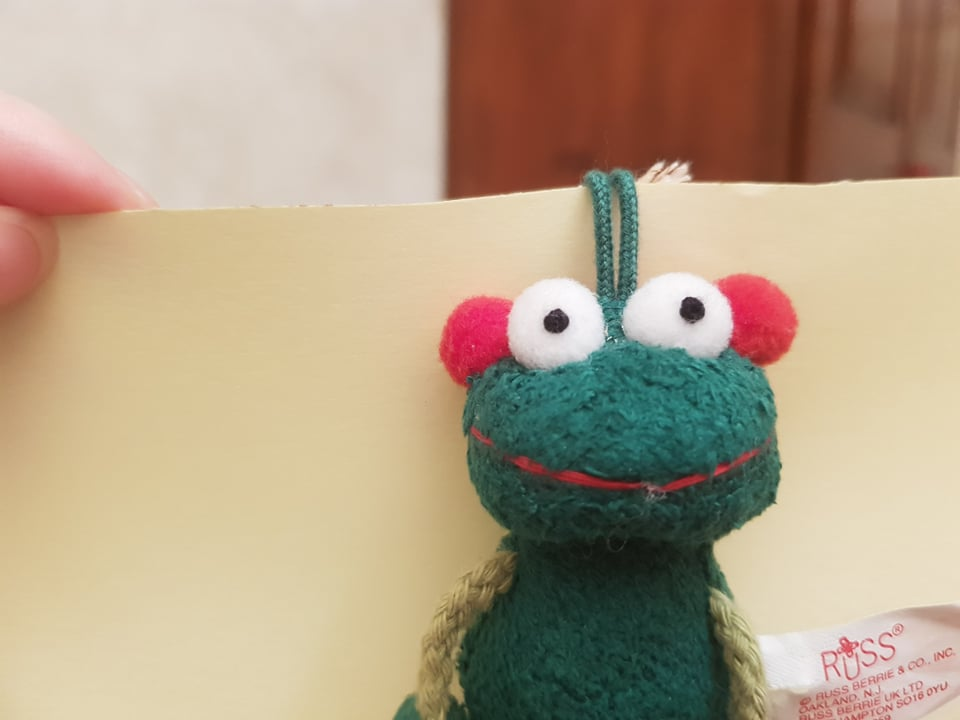 RUSS®
© RUSS BERRIE & CO., INC.
OAKLAND, N.J.
RUSS BERRIE UK LTD
SO16 0YU